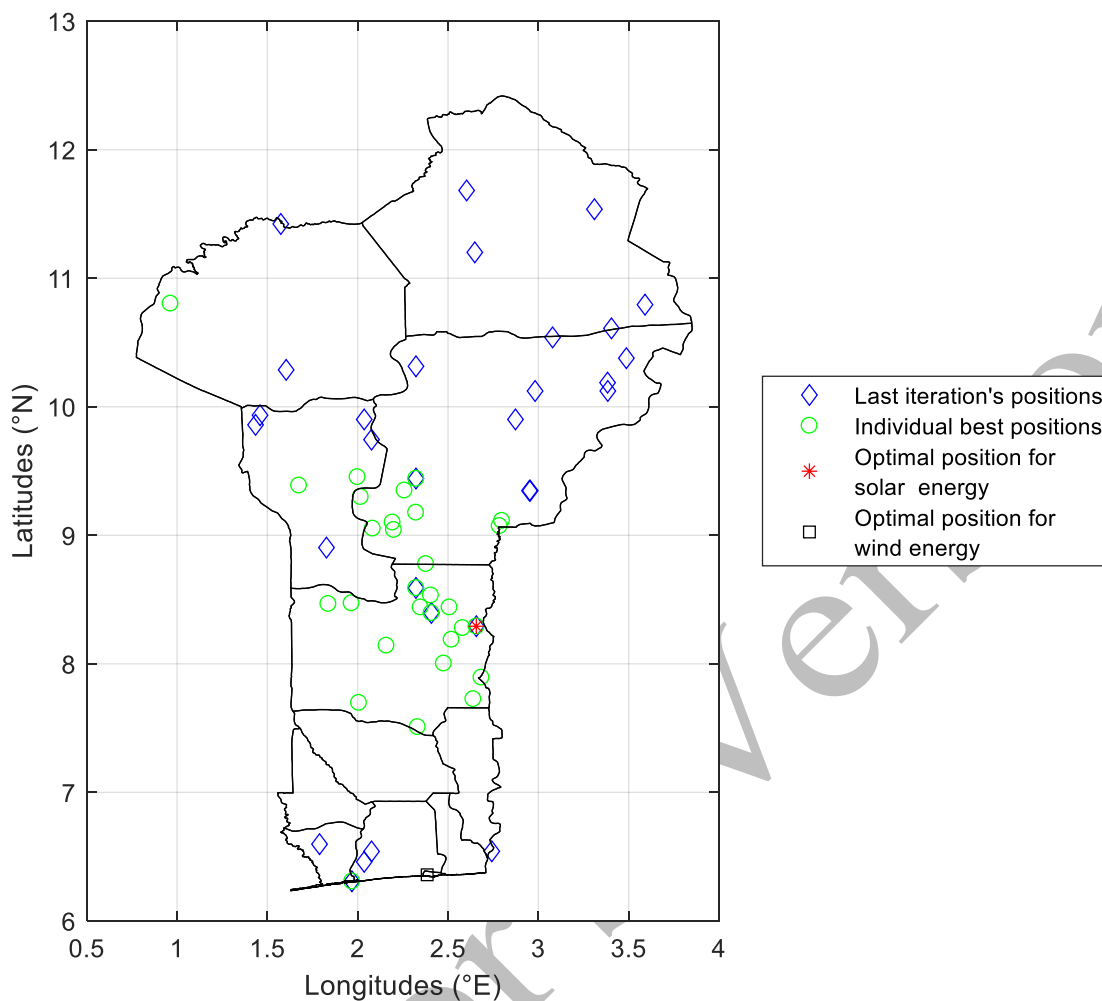 13
12
11
10
9
8
7
6
0.5 1 1.5 2 2.5 3 3.5 4
Latitudes (°N)
Longitudes (°E)
Last iteration's positions
Individual best positions
Optimal position for
solar energy
Optimal position for
wind energy